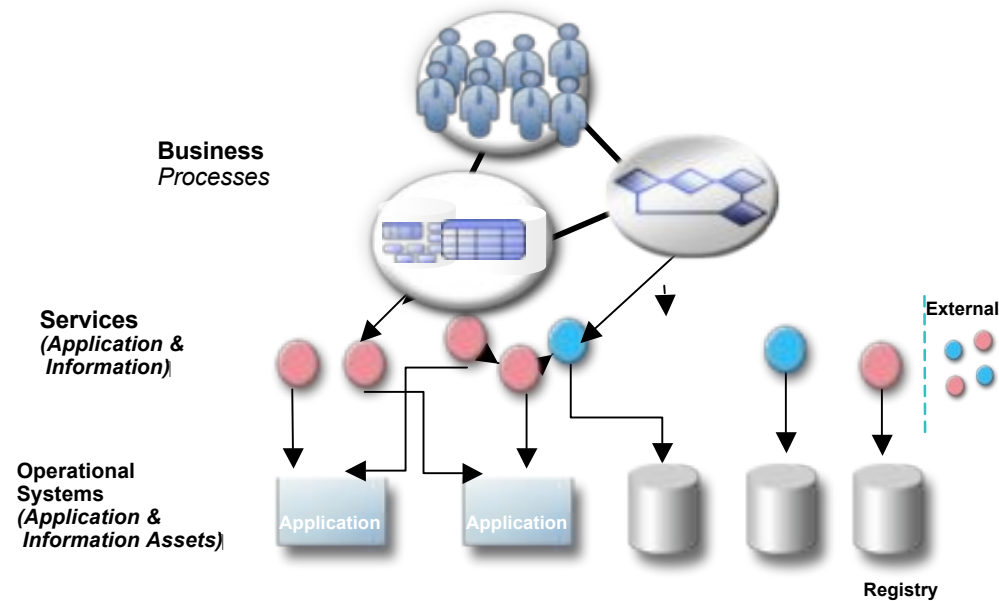 Business
Processes
Services
(Application &
Information)
External
Operational
Systems
(Application &
Information Assets)
Application
Application
Registry